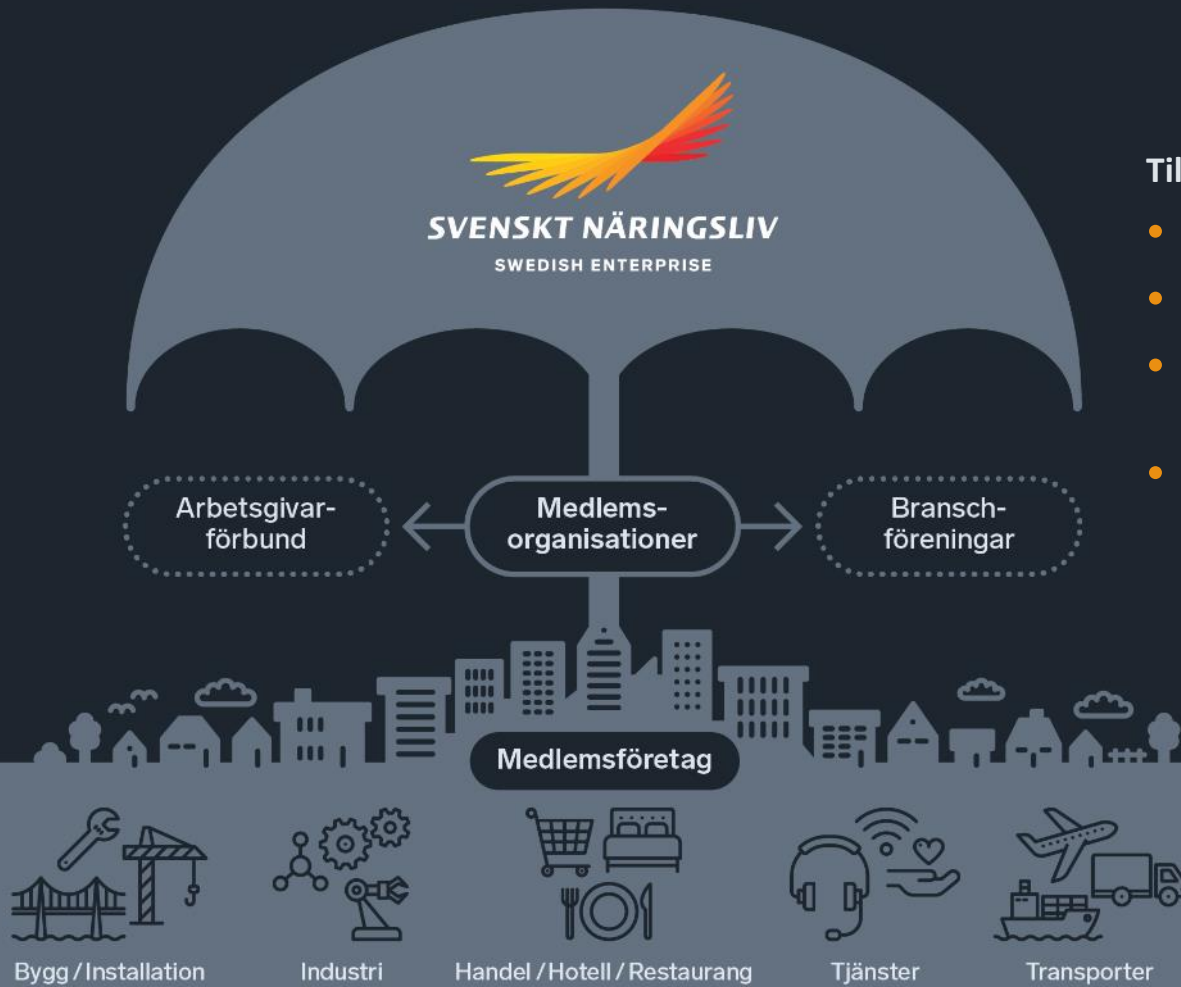 SVENSKT NÄRINGSLIV
SWEDISH ENTERPRISE
Til
Arbetsgivar-
förbund
Medlems-
organisationer
Bransch-
föreningar
Medlemsföretag
Bygg / Installation
Industri
Handel / Hotell / Restaurang
Tjänster
Transporter